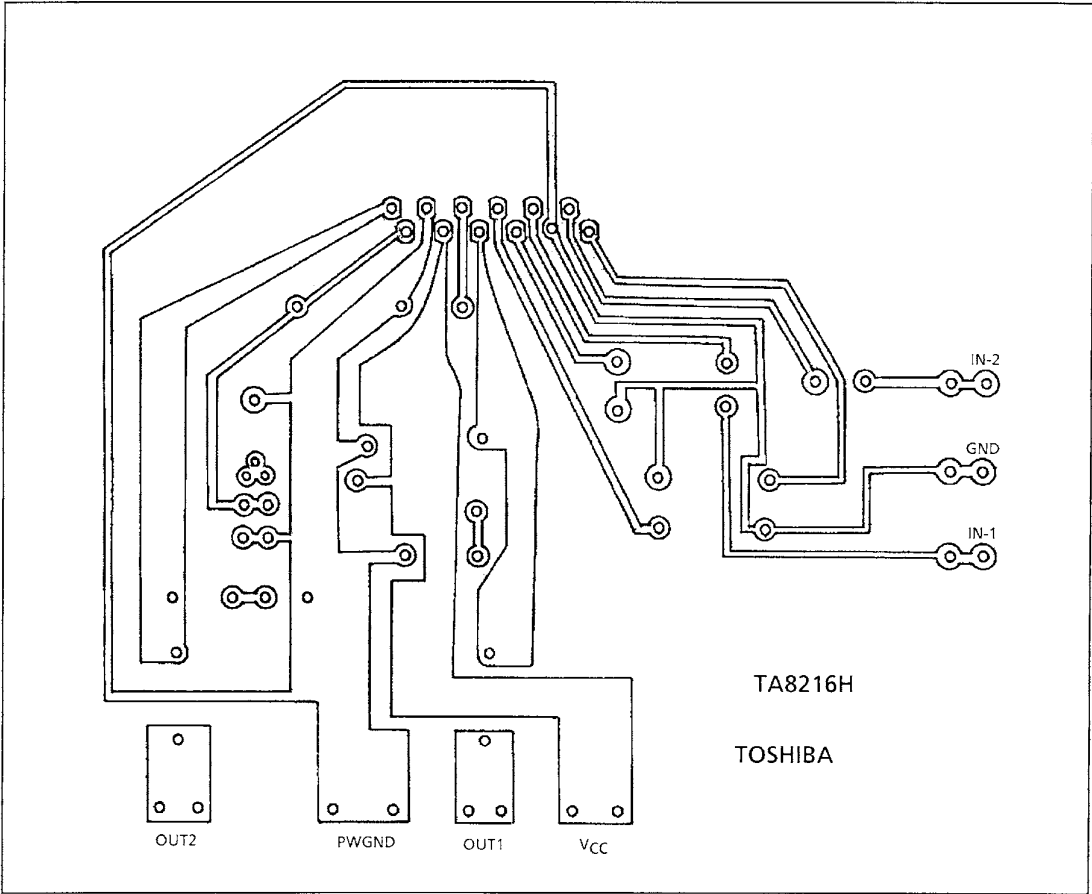 IN-2
GND
IN-1
TA8216H
TOSHIBA
OUT2
PWGND
OUT1
VCC